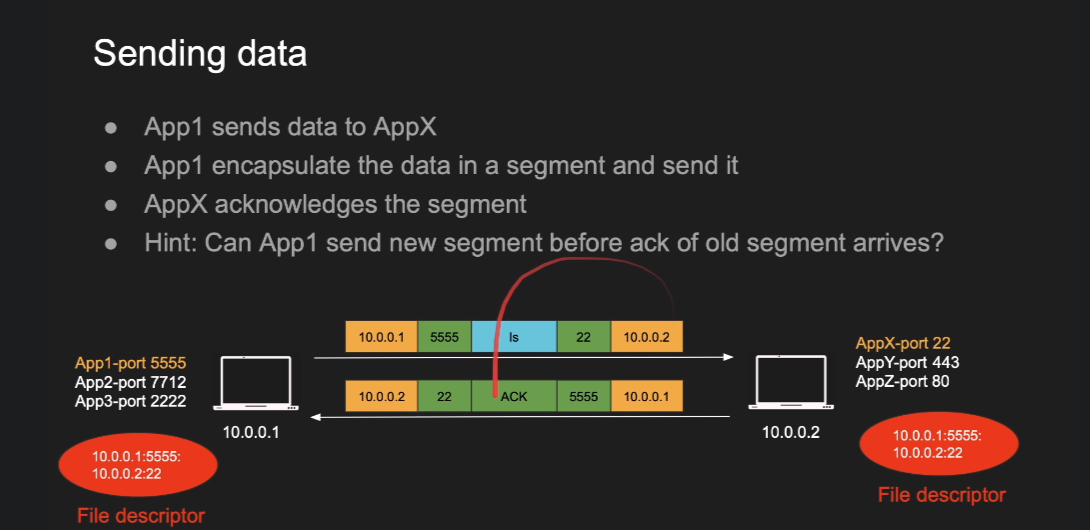 Sending data
● App1 sends data to AppX
● App1 encapsulate the data in a segment and send it
● AppX acknowledges the segment
● Hint: Can App1 send new segment before ack of old segment arrives?
10.0.0.1 5555 ls 22 10.0.0.2
10.0.0.2 22 ACK 5555 10.0.0.1
App1-port 5555
App2-port 7712
App3-port 2222
10.0.0.1
10.0.0.1:5555:
10.0.0.2:22
File descriptor
AppX-port 22
AppY-port 443
AppZ-port 80
10.0.0.2
10.0.0.1:5555:
10.0.0.2:22
File descriptor